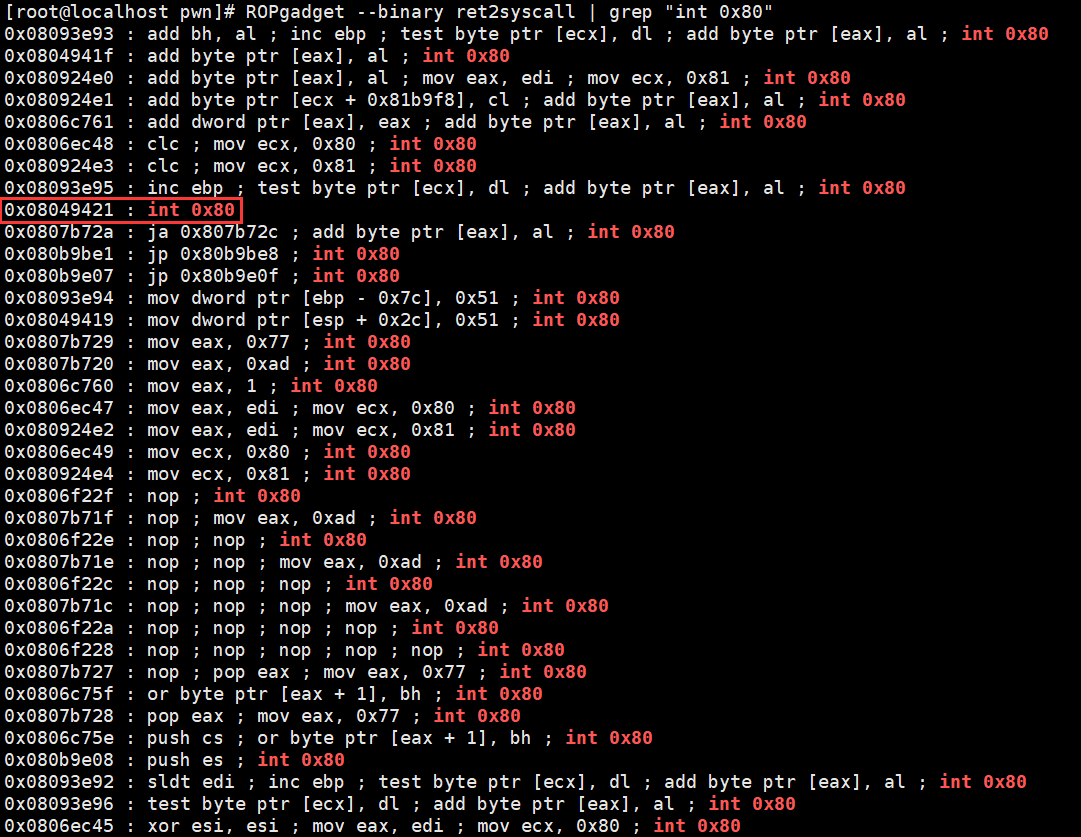 [root@localhost pwn]# ROPgadget --binary ret2syscall | grep "int 0x80"
0x08093e93 : add bh, al ; inc ebp ; test byte ptr [ecx], dl ; add byte ptr [eax], al ; int 0x80
0x0804941f : add byte ptr [eax], al ; int 0x80
0x080924e0 : add byte ptr [eax], al ; mov eax, edi ; mov ecx, 0x81 ; int 0x80
0x080924e1 : add byte ptr [ecx + 0x81b9f8], cl ; add byte ptr [eax], al ; int 0x80
0x0806c761 : add dword ptr [eax], eax ; add byte ptr [eax], al ; int 0x80
0x0806ec48 : clc ; mov ecx, 0x80 ; int 0x80
0x080924e3 : clc ; mov ecx, 0x81 ; int 0x80
0x08093e95 : inc ebp ; test byte ptr [ecx], dl ; add byte ptr [eax], al ; int 0x80
0x08049421 : int 0x80
0x0807b72a : ja 0x807b72c ; add byte ptr [eax], al ; int 0x80
0x080b9be1 : jp 0x80b9be8 ; int 0x80
0x080b9e07 : jp 0x80b9e0f ; int 0x80
0x08093e94 : mov dword ptr [ebp - 0x7c], 0x51 ; int 0x80
0x08049419 : mov dword ptr [esp + 0x2c], 0x51 ; int 0x80
0x0807b729 : mov eax, 0x77 ; int 0x80
0x0807b720 : mov eax, 0xad ; int 0x80
0x0806c760 : mov eax, 1 ; int 0x80
0x0806ec47 : mov eax, edi ; mov ecx, 0x80 ; int 0x80
0x080924e2 : mov eax, edi ; mov ecx, 0x81 ; int 0x80
0x0806ec49 : mov ecx, 0x80 ; int 0x80
0x080924e4 : mov ecx, 0x81 ; int 0x80
0x0806f22f : nop ; int 0x80
0x0807b71f : nop ; mov eax, 0xad ; int 0x80
0x0806f22e : nop ; nop ; int 0x80
0x0807b71e : nop ; nop ; mov eax, 0xad ; int 0x80
0x0806f22c : nop ; nop ; nop ; int 0x80
0x0807b71c : nop ; nop ; nop ; mov eax, 0xad ; int 0x80
0x0806f22a : nop ; nop ; nop ; nop ; int 0x80
0x0806f228 : nop ; nop ; nop ; nop ; nop ; int 0x80
0x0807b727 : nop ; pop eax ; mov eax, 0x77 ; int 0x80
0x0806c75f : or byte ptr [eax + 1], bh ; int 0x80
0x0807b728 : pop eax ; mov eax, 0x77 ; int 0x80
0x0806c75e : push cs ; or byte ptr [eax + 1], bh ; int 0x80
0x080b9e08 : push es ; int 0x80
0x08093e92 : sldt edi ; inc ebp ; test byte ptr [ecx], dl ; add byte ptr [eax], al ; int 0x80
0x08093e96 : test byte ptr [ecx], dl ; add byte ptr [eax], al ; int 0x80
0x0806ec45 : xor esi, esi ; mov eax, edi ; mov ecx, 0x80 ; int 0x80